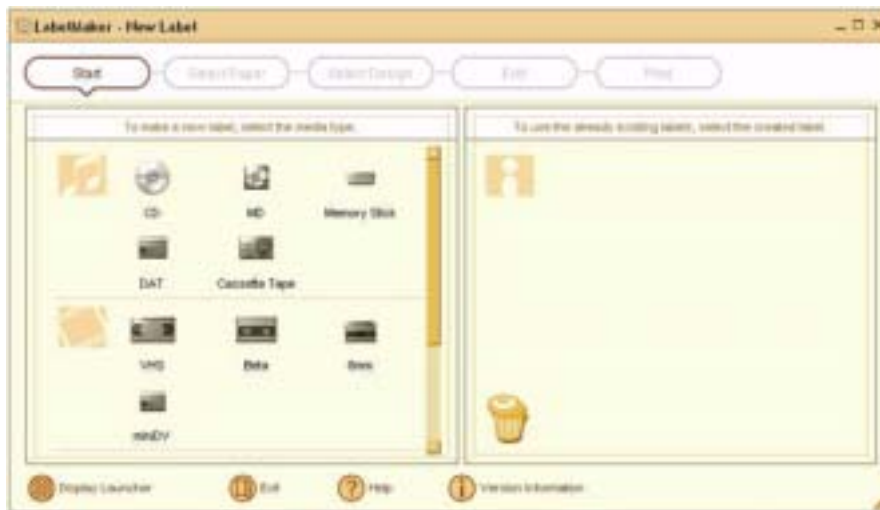 LabelMaker - New Label
Start
Select Paper
Select Design
Edit
Print
To make a new label, select the media type.
To use the already existing labels, select the created label.
CD
MD
Memory Stick
DAT
Cassette Tape
VHS
Beta
8mm
miniDV
Display Launcher
Exit
Help
Version Information